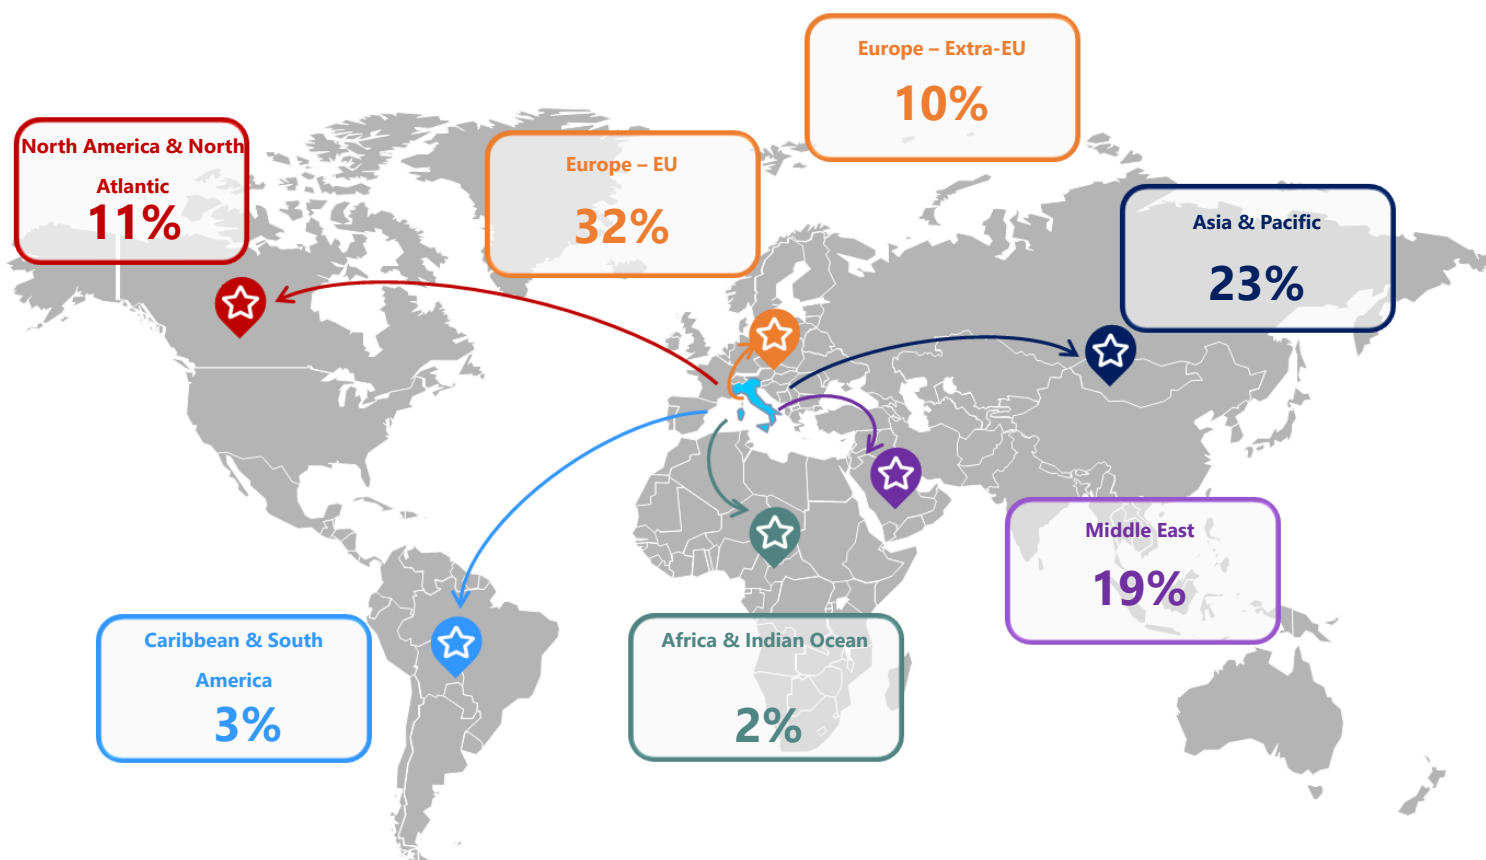 Europe – Extra-EU
10%
North America & North
Atlantic
11%
Europe – EU
32%
Asia & Pacific
23%
Middle East
19%
Caribbean & South
America
3%
Africa & Indian Ocean
2%